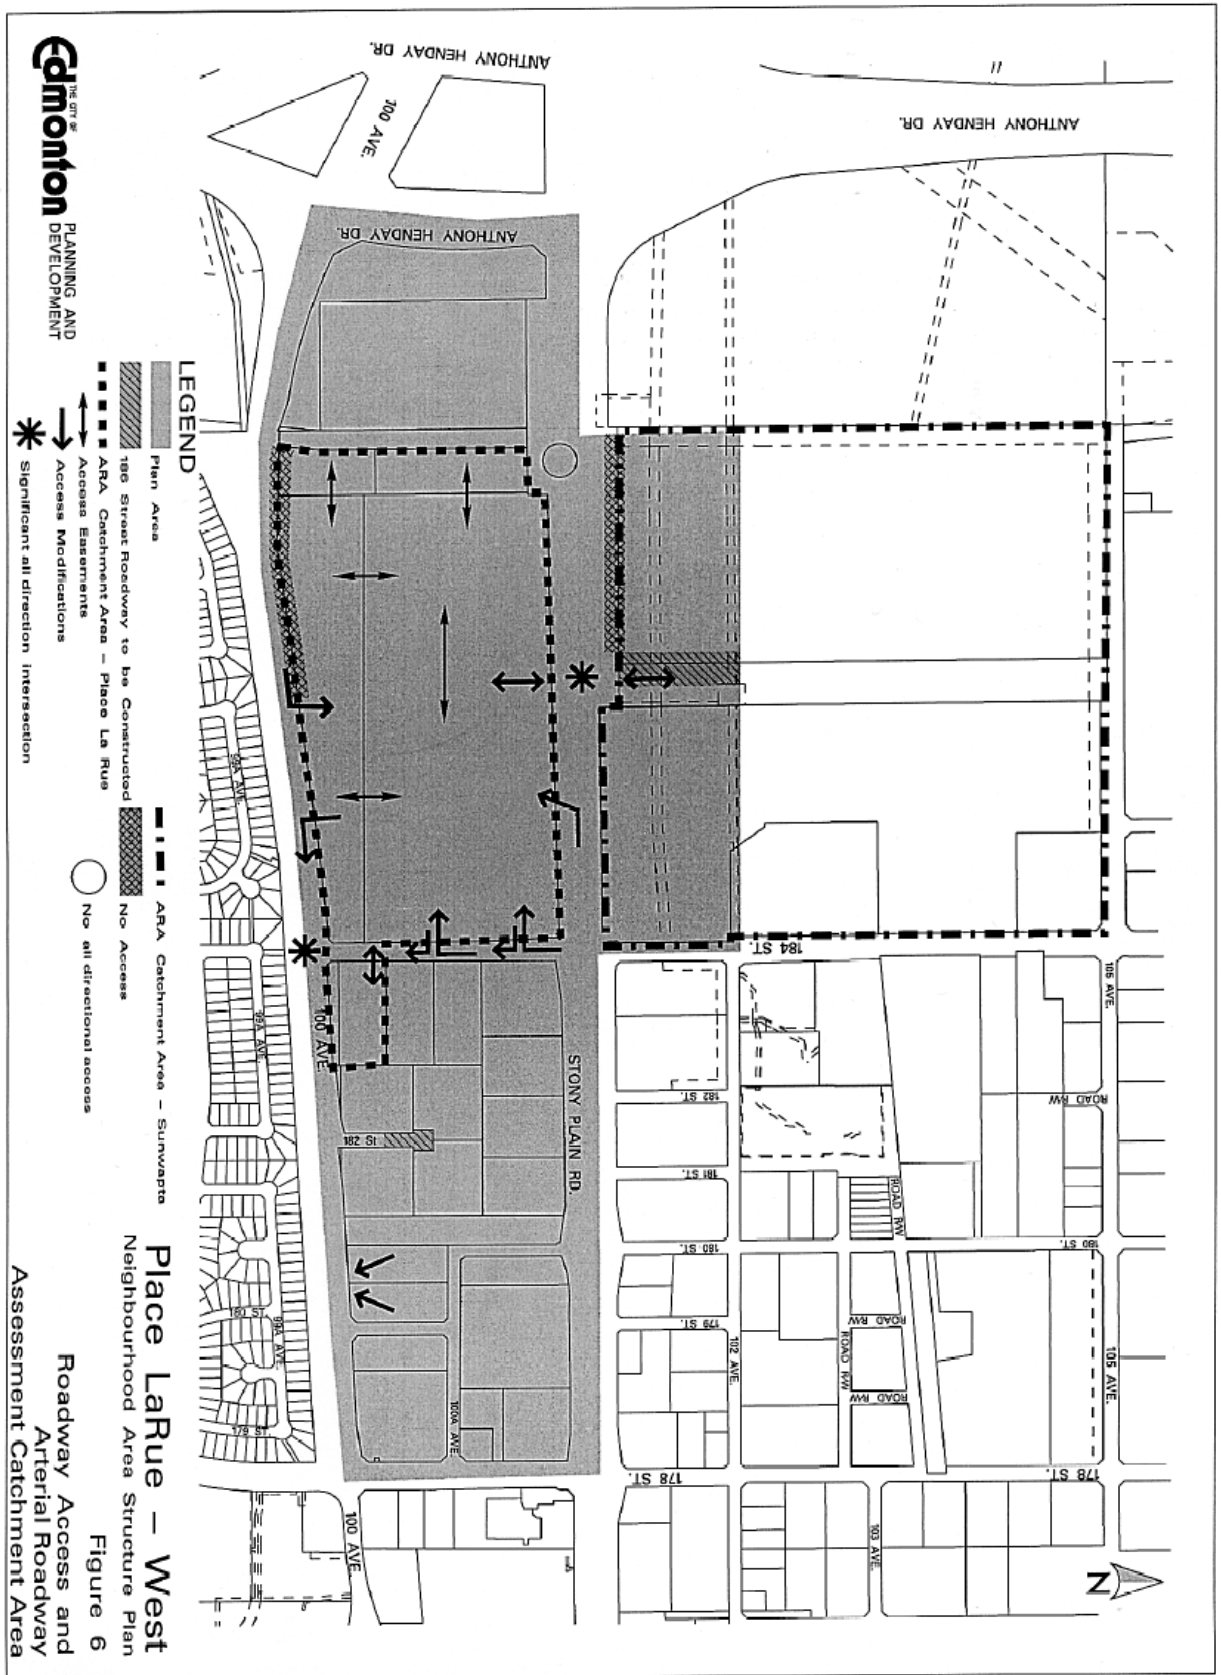 ANTHONY HENDAY DR.
ANTHONY HENDAY DR.
100 AVE.
ANTHONY HENDAY DR.
184 ST.
105 AVE.
STONY PLAIN RD.
100 AVE.
99A AVE.
99A AVE.
182 St
182 ST.
181 ST.
ROAD R/W
ROAD R/W
180 ST.
180 ST.
180 ST.
99A AVE.
179 ST.
179 ST.
102 AVE.
ROAD R/W
ROAD R/W
ROAD R/W
105 AVE.
100A AVE.
178 ST.
178 ST.
100 AVE.
103 AVE.
N
LEGEND
Plan Area
186 Street Roadway to be Constructed
ARA Catchment Area – Place La Rue
Access Easements
Access Modifications
Significant all direction intersection
ARA Catchment Area – Sunwapta
No Access
No all directional access
THE CITY OF
Edmonton
PLANNING AND
DEVELOPMENT
Place LaRue – West
Neighbourhood Area Structure Plan
Figure 6
Roadway Access and
Arterial Roadway
Assessment Catchment Area